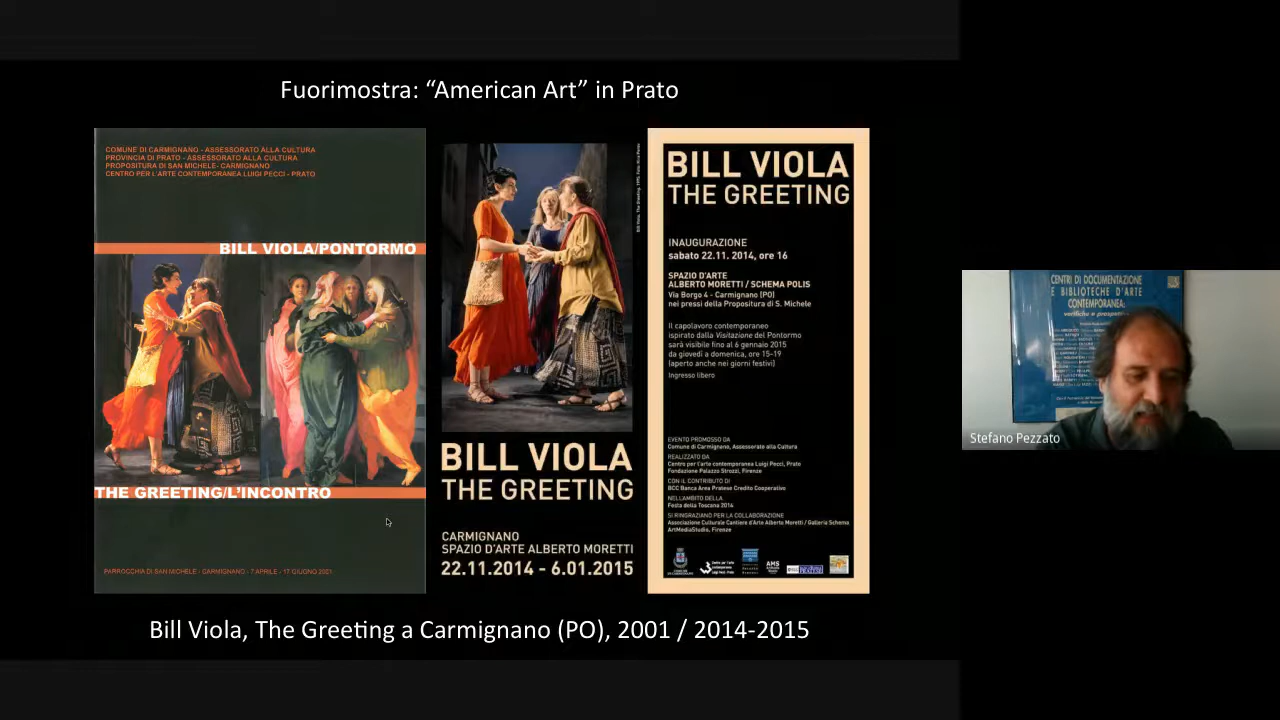 Fuorimostra: “American Art” in Prato
COMUNE DI CARMIGNANO - ASSESSORATO ALLA CULTURA
PROVINCIA DI PRATO - ASSESSORATO ALLA CULTURA
PROPOSITURA DI SAN MICHELE- CARMIGNANO
CENTRO PER L'ARTE CONTEMPORANEA LUIGI PECCI - PRATO
BILL VIOLA/PONTORMO
THE GREETING/L'INCONTRO
PARROCCHIA DI SAN MICHELE - CARMIGNANO - 7 APRILE - 17 GIUGNO 2001
BILL VIOLA
THE GREETING
CARMIGNANO
SPAZIO D'ARTE ALBERTO MORETTI
22.11.2014 - 6.01.2015
BILL VIOLA
THE GREETING
INAUGURAZIONE
sabato 22.11. 2014, ore 16
SPAZIO D'ARTE
ALBERTO MORETTI / SCHEMA POLIS
Via Borgo 4 - Carmignano (PO)
nei pressi della Propositura di S. Michele
Il capolavoro contemporaneo
ispirato dalla Visitazione del Pontormo
sarà visibile fino al 6 gennaio 2015
da giovedì a domenica, ore 15-19
(aperto anche nei giorni festivi)
Ingresso libero
EVENTO PROMOSSO DA
Comune di Carmignano, Assessorato alla Cultura
REALIZZATO DA
Centro per l'arte contemporanea Luigi Pecci, Prato
Fondazione Palazzo Strozzi, Firenze
CON IL CONTRIBUTO DI
BCC Banca Area Pratese Credito Cooperativo
NELL'AMBITO DELLA
Festa della Toscana 2014
SI RINGRAZIANO PER LA COLLABORAZIONE
Associazione Culturale Cantiere d'Arte Alberto Moretti / Galleria Schema
ArtMediaStudio, Firenze
AMS
Bill Viola, The Greeting a Carmignano (PO), 2001 / 2014-2015
CENTRI DI DOCUMENTAZIONE
E BIBLIOTECHE D'ARTE
CONTEMPORANEA:
Stefano Pezzato